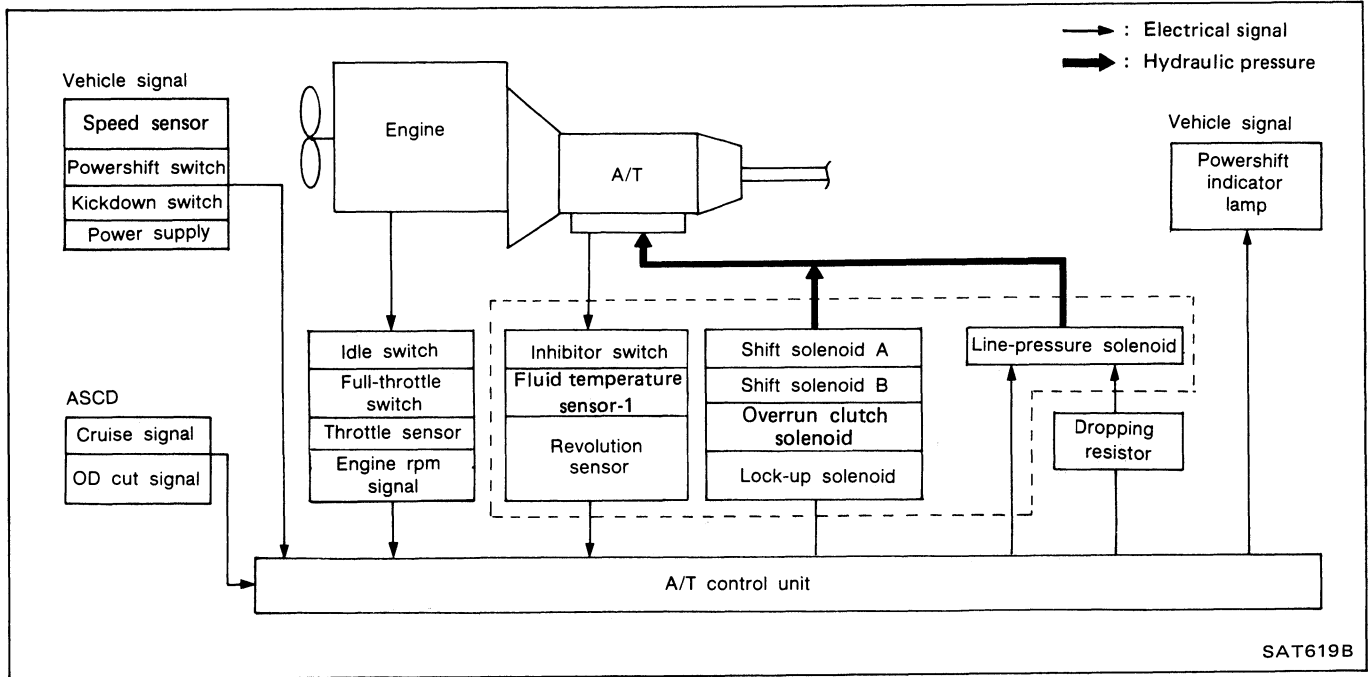 : Electrical signal
: Hydraulic pressure
Vehicle signal
Speed sensor
Powershift switch
Kickdown switch
Power supply
Engine
A/T
Vehicle signal
Powershift
indicator
lamp
ASCD
Cruise signal
OD cut signal
Idle switch
Full-throttle
switch
Throttle sensor
Engine rpm
signal
Inhibitor switch
Fluid temperature
sensor-1
Revolution
sensor
Shift solenoid A
Shift solenoid B
Overrun clutch
solenoid
Lock-up solenoid
Line-pressure solenoid
Dropping
resistor
A/T control unit
SAT619B